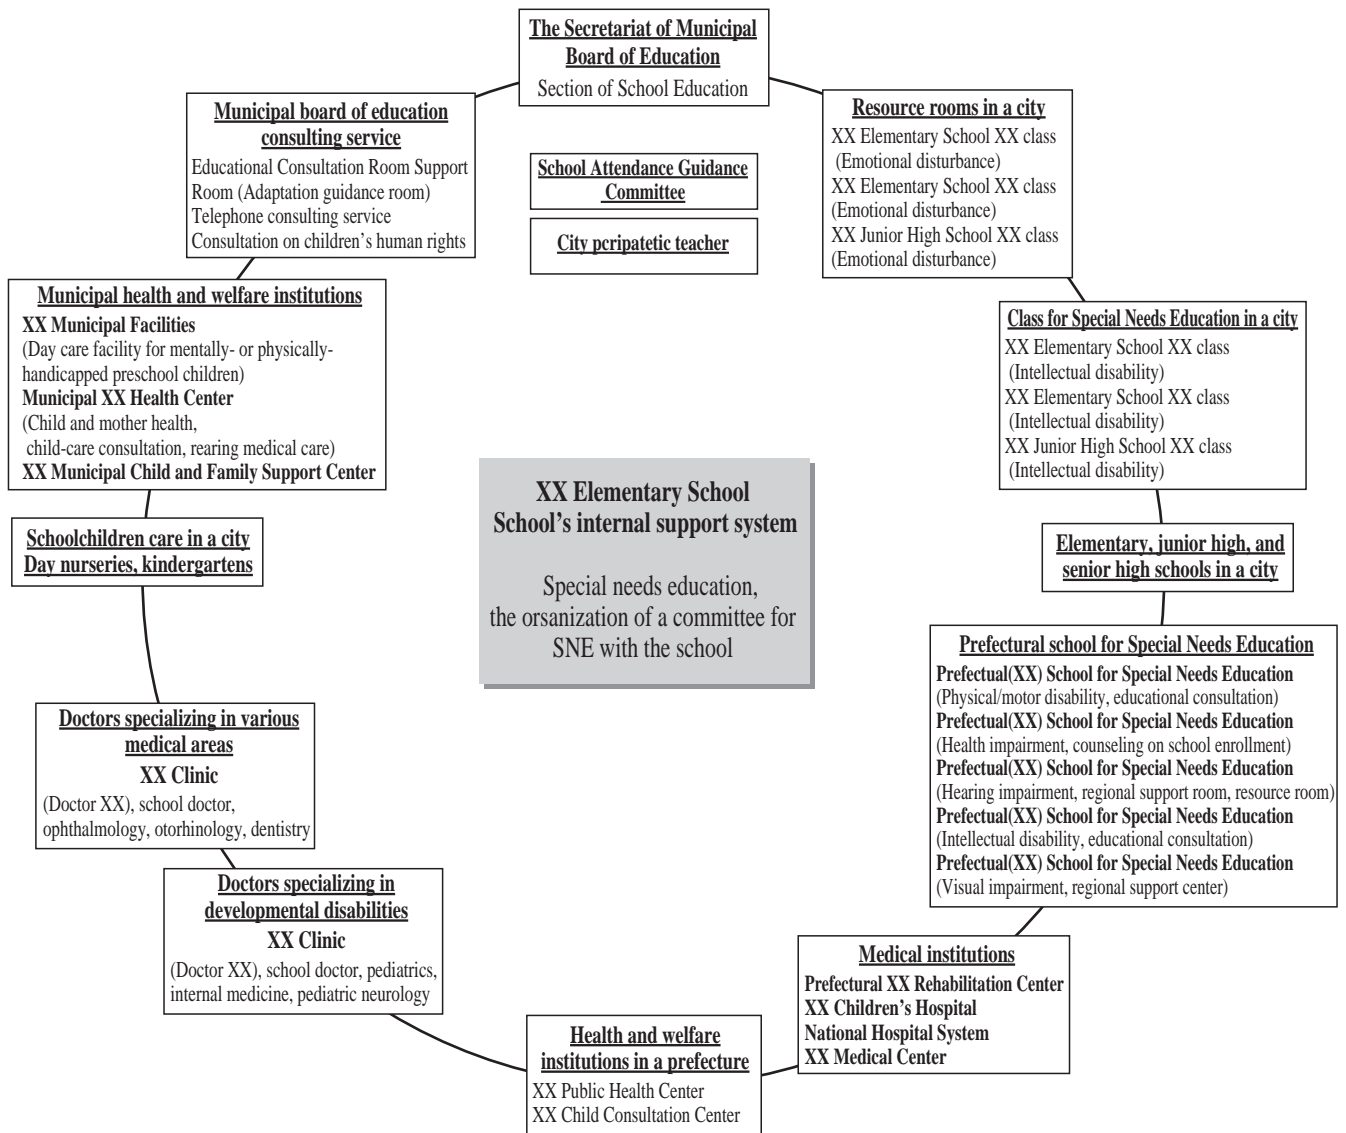 The Secretariat of Municipal
Board of Education
Section of School Education
Municipal board of education
consulting service
Educational Consultation Room Support
Room (Adaptation guidance room)
Telephone consulting service
Consultation on children's human rights
School Attendance Guidance
Committee
City pcripatetic teacher
Resource rooms in a city
XX Elementary School XX class
(Emotional disturbance)
XX Elementary School XX class
(Emotional disturbance)
XX Junior High School XX class
(Emotional disturbance)
Municipal health and welfare institutions
XX Municipal Facilities
(Day care facility for mentally- or physically-
handicapped preschool children)
Municipal XX Health Center
(Child and mother health,
child-care consultation, rearing medical care)
XX Municipal Child and Family Support Center
Class for Special Needs Education in a city
XX Elementary School XX class
(Intellectual disability)
XX Elementary School XX class
(Intellectual disability)
XX Junior High School XX class
(Intellectual disability)
XX Elementary School
School's internal support system
Special needs education,
the orsanization of a committee for
SNE with the school
Schoolchildren care in a city
Day nurseries, kindergartens
Elementary, junior high, and
senior high schools in a city
Prefectural school for Special Needs Education
Prefectual(XX) School for Special Needs Education
(Physical/motor disability, educational consultation)
Prefectual(XX) School for Special Needs Education
(Health impairment, counseling on school enrollment)
Prefectual(XX) School for Special Needs Education
(Hearing impairment, regional support room, resource room)
Prefectual(XX) School for Special Needs Education
(Intellectual disability, educational consultation)
Prefectual(XX) School for Special Needs Education
(Visual impairment, regional support center)
Doctors specializing in various
medical areas
XX Clinic
(Doctor XX), school doctor,
ophthalmology, otorhinology, dentistry
Doctors specializing in
developmental disabilities
XX Clinic
(Doctor XX), school doctor, pediatrics,
internal medicine, pediatric neurology
Medical institutions
Prefectural XX Rehabilitation Center
XX Children's Hospital
National Hospital System
XX Medical Center
Health and welfare
institutions in a prefecture
XX Public Health Center
XX Child Consultation Center